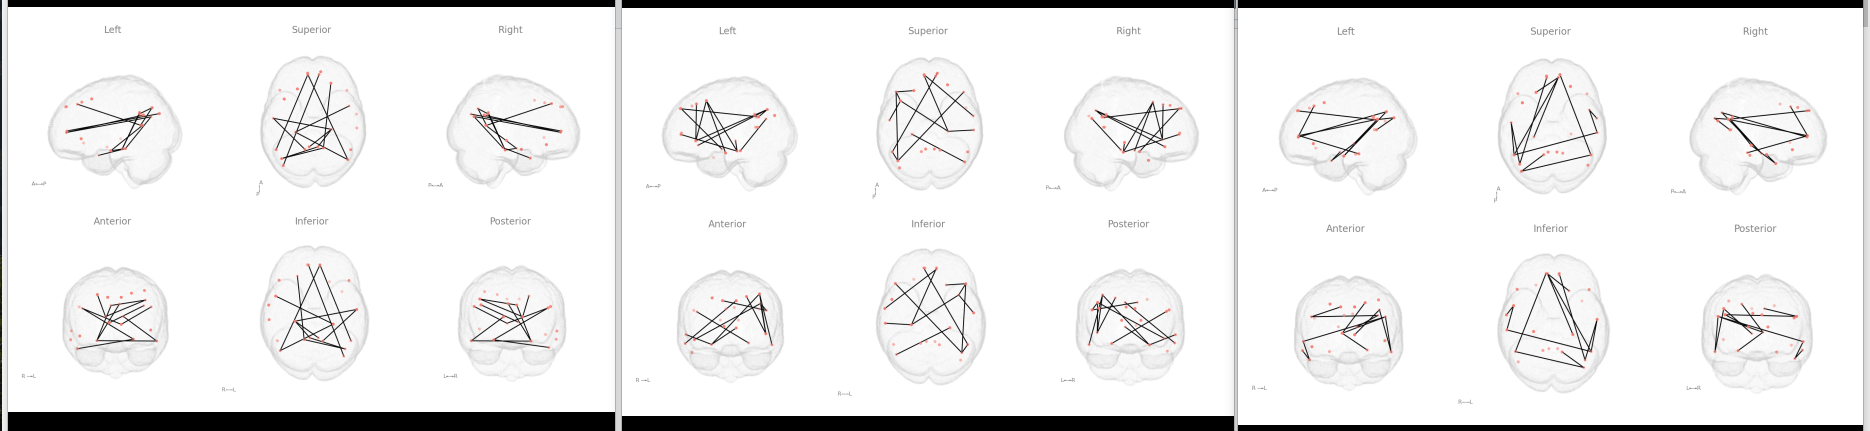 Left Superior Right
A⟷P
A
P
P⟷A
Anterior Inferior Posterior
R⟷L
R⟷L
L⟷R
Left Superior Right
A⟷P
A
P
P⟷A
Anterior Inferior Posterior
R⟷L
R⟷L
L⟷R
Left Superior Right
A⟷P
A
P
P⟷A
Anterior Inferior Posterior
R⟷L
R⟷L
L⟷R